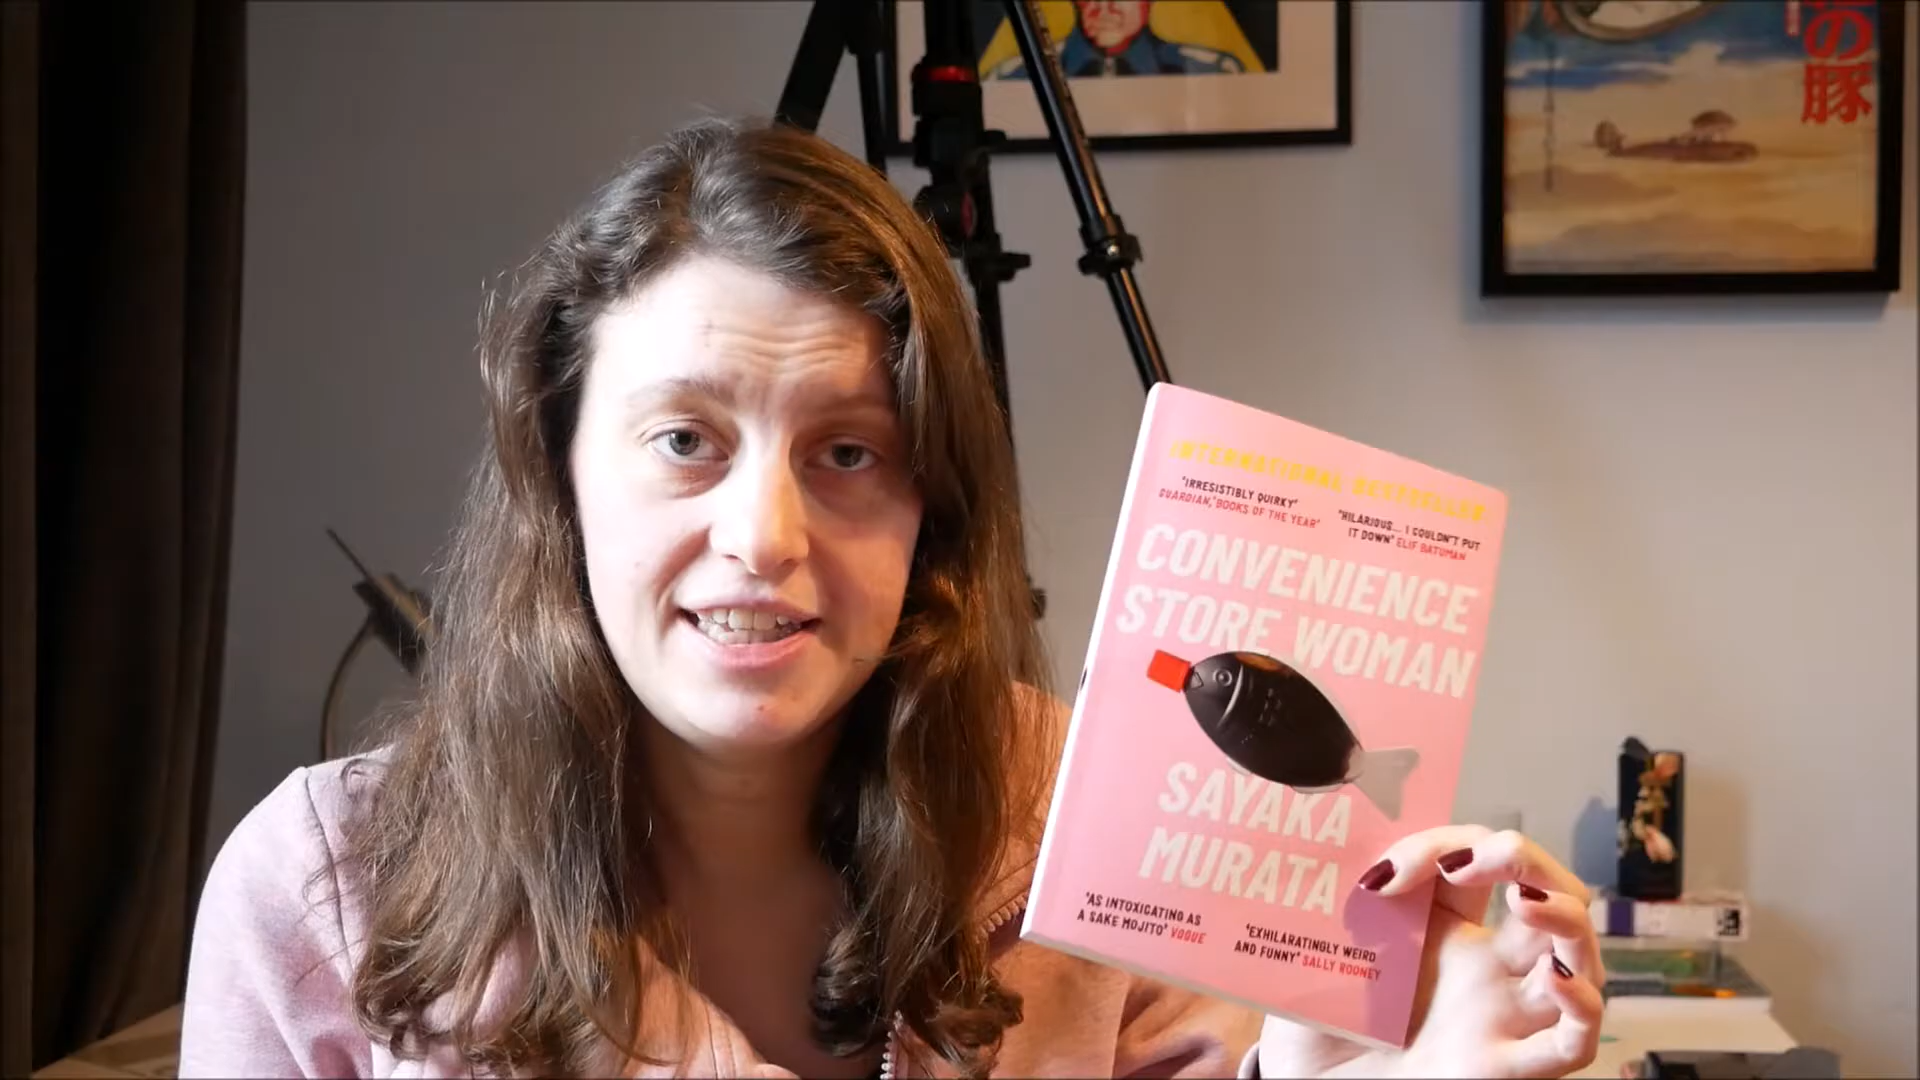 の
豚
INTERNATIONAL BESTSELLER
'IRRESISTIBLY QUIRKY'
GUARDIAN, 'BOOKS OF THE YEAR'
'HILARIOUS... I COULDN'T PUT
IT DOWN' ELIF BATUMAN
CONVENIENCE
STORE WOMAN
SAYAKA
MURATA
'AS INTOXICATING AS
A SAKE MOJITO' VOGUE
'EXHILARATINGLY WEIRD
AND FUNNY' SALLY ROONEY